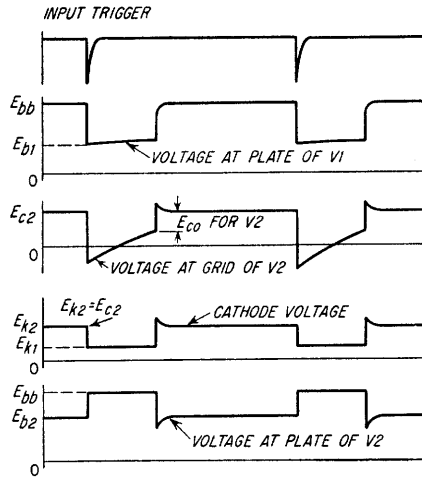 INPUT TRIGGER
Ebb
Eb1
VOLTAGE AT PLATE OF V1
0
Ec2
Eco FOR V2
0
VOLTAGE AT GRID OF V2
Ek2=Ec2
CATHODE VOLTAGE
Ek2
Ek1
0
Ebb
Eb2
VOLTAGE AT PLATE OF V2
0